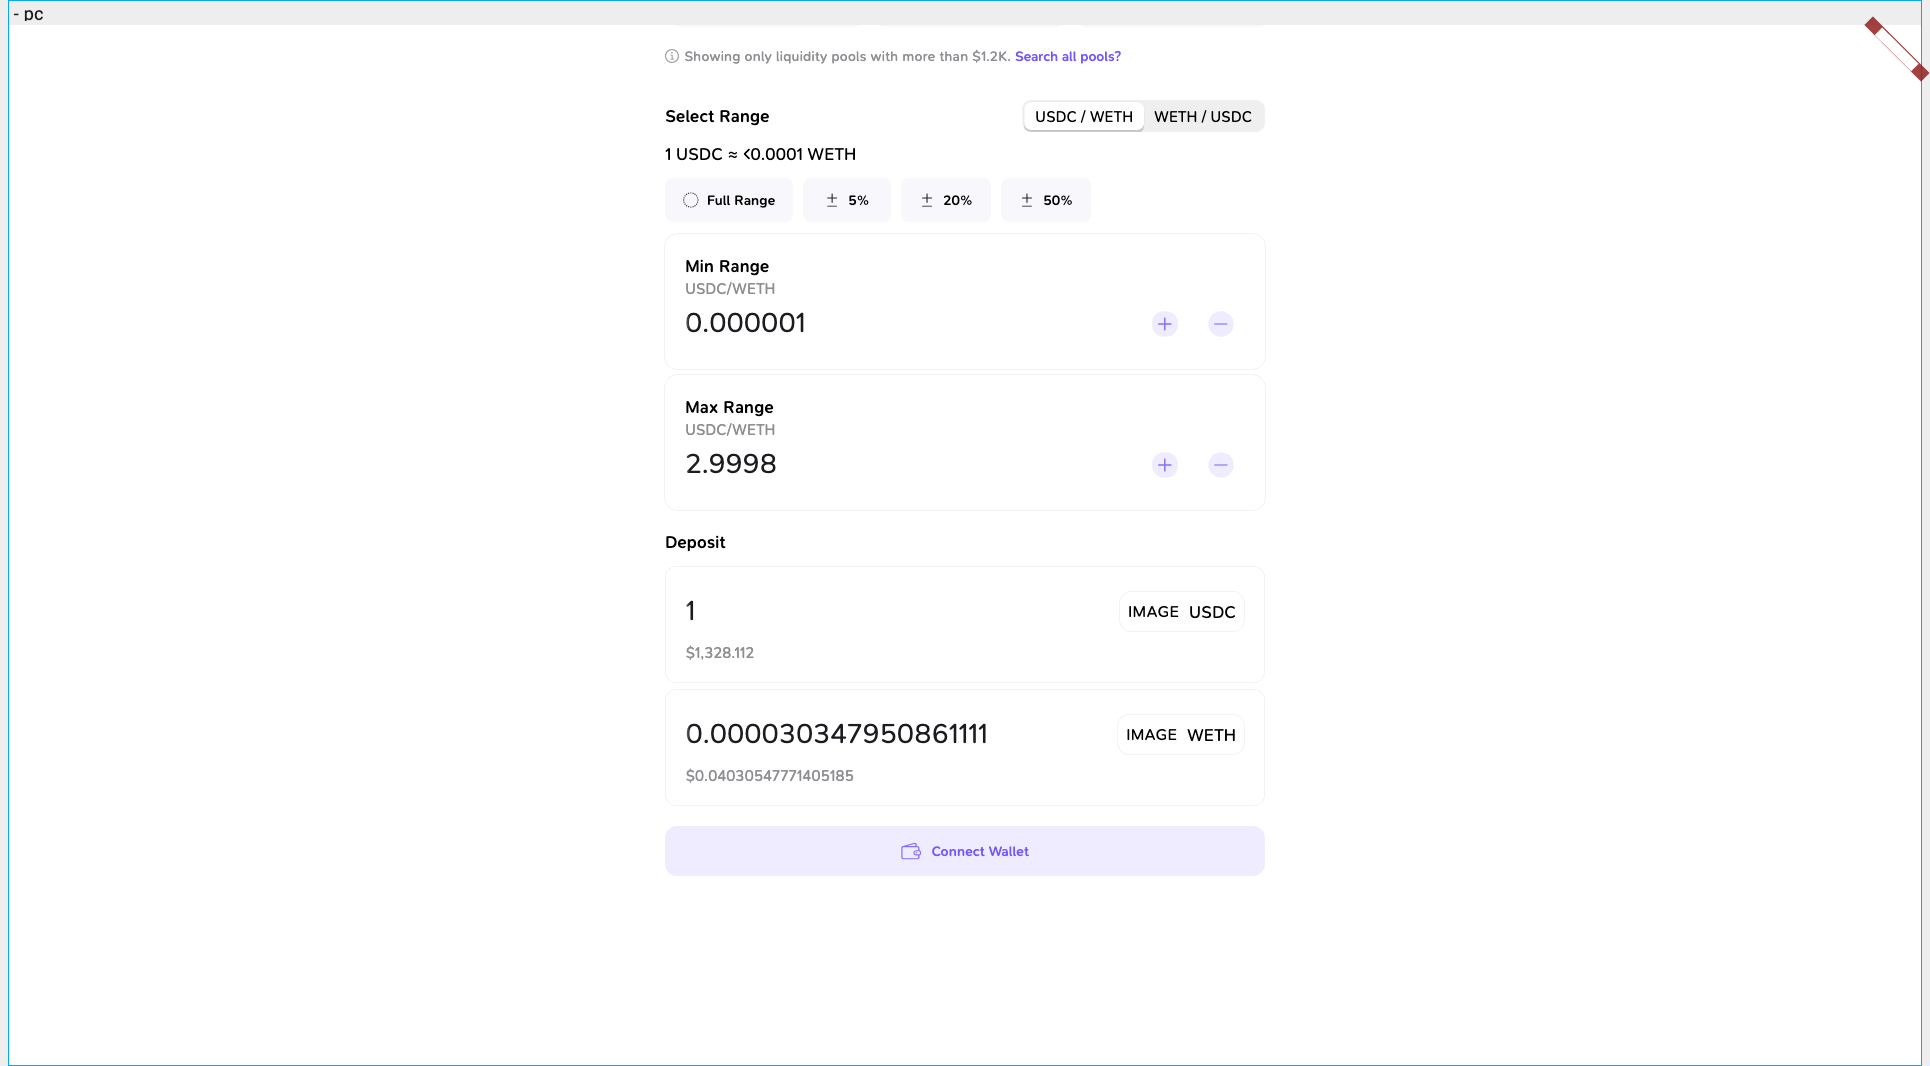 - pc
Showing only liquidity pools with more than $1.2K. Search all pools?
Select Range
USDC / WETH WETH / USDC
1 USDC ≈ <0.0001 WETH
Full Range ± 5% ± 20% ± 50%
Min Range
USDC/WETH
0.000001
Max Range
USDC/WETH
2.9998
Deposit
1 IMAGE USDC
$1,328.112
0.000030347950861111 IMAGE WETH
$0.04030547771405185
Connect Wallet